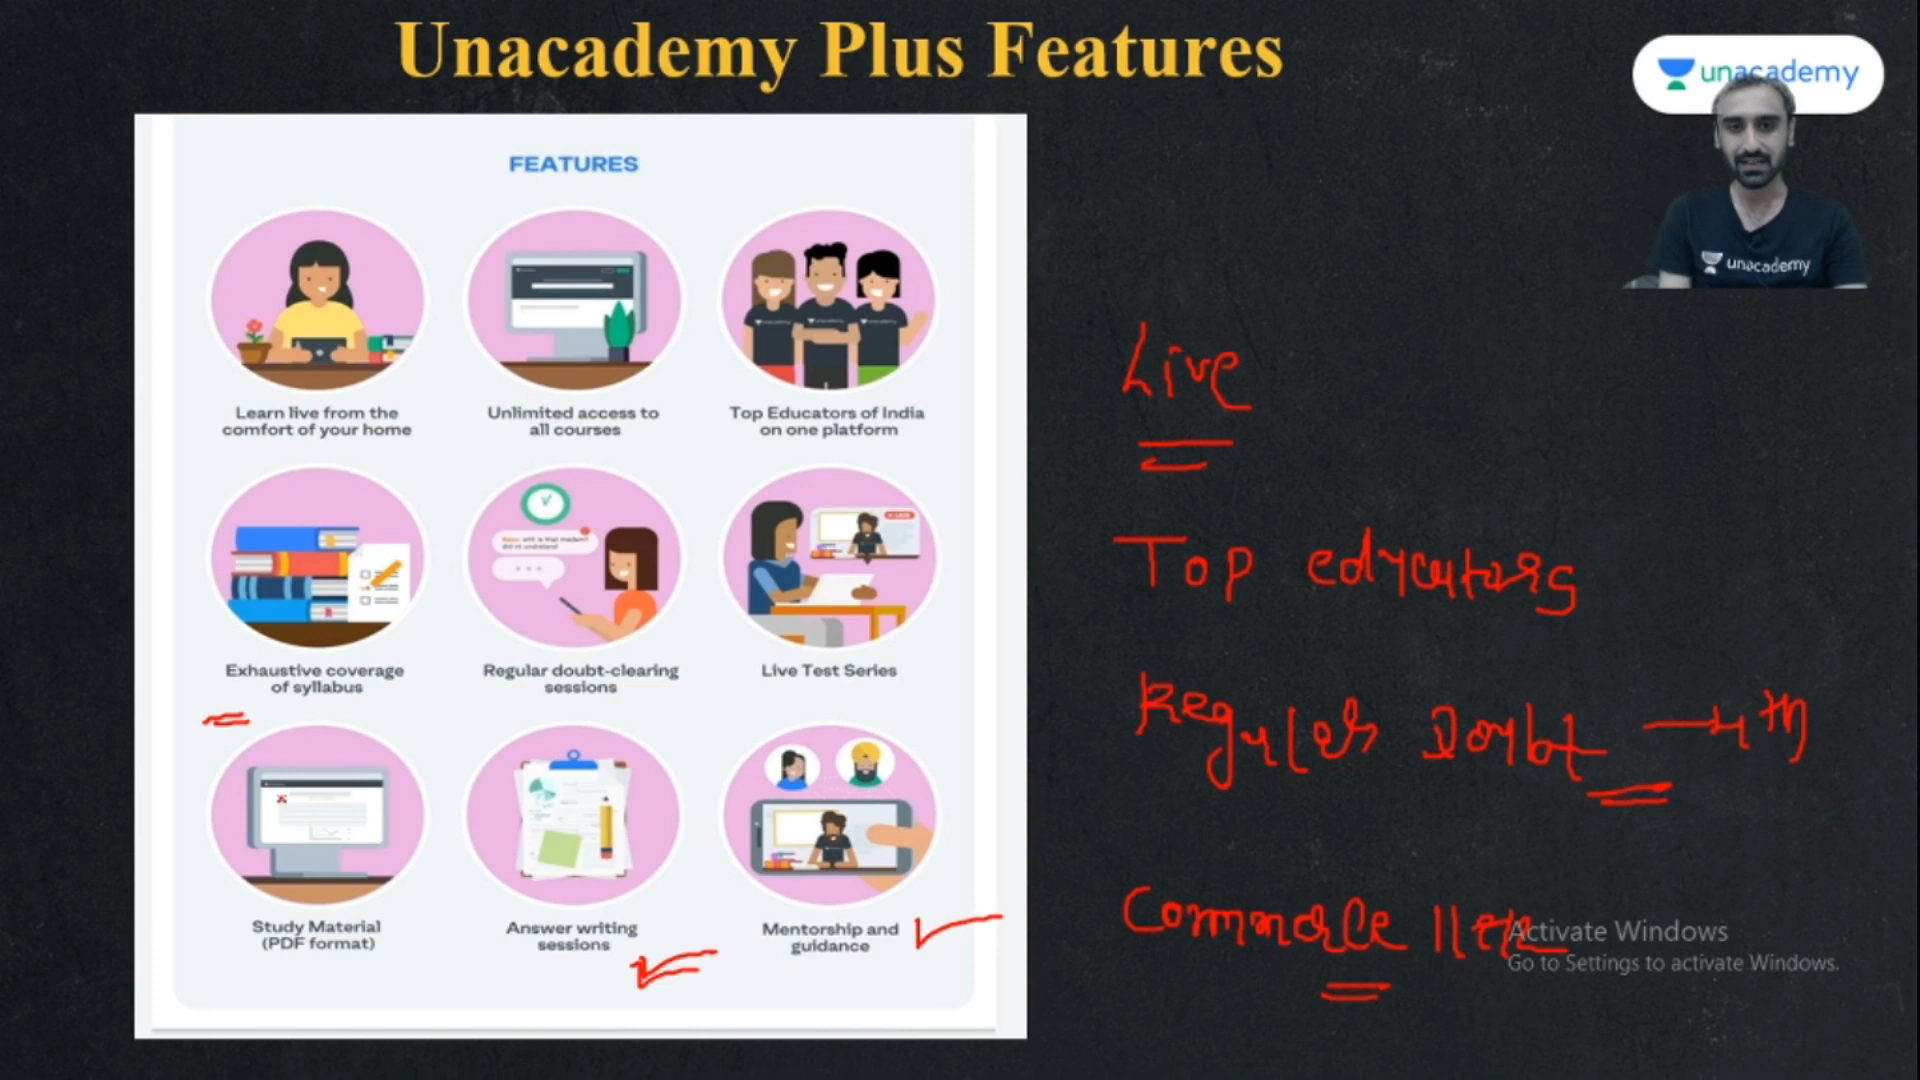 Unacademy Plus Features
unacademy
FEATURES
unacademy
Learn live from the
comfort of your home
Unlimited access to
all courses
Top Educators of India
on one platform
Live
Top educators
Exhaustive coverage
of syllabus
Regular doubt-clearing
sessions
Live Test Series
LIVE
Doubt
Study Material
(PDF format)
Answer writing
sessions
Mentorship and
guidance
Activate Windows
Go to Settings to activate Windows.